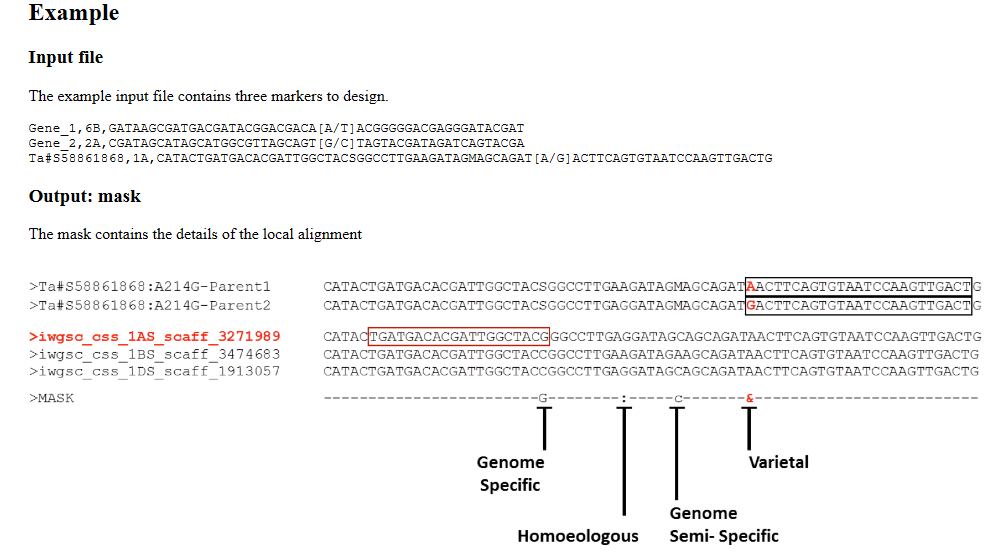 Example
Input file
The example input file contains three markers to design.
Gene_1,6B,GATAAGCGATGACGATACGGACGACA[A/T]ACGGGGGACGAGGGATACGAT
Gene_2,2A,CGATAGCATAGCATGGCGTTAGCAGT[G/C]TAGTACGATAGATCAGTACGA
Ta#S58861868,1A,CATACTGATGACACGATTGGCTACSGGCCTTGAAGATAGMAGCAGAT[A/G]ACTTCAGTGTAATCCAAGTTGACTG
Output: mask
The mask contains the details of the local alignment
>Ta#S58861868:A214G-Parent1 CATACTGATGACACGATTGGCTACSGGCCTTGAAGATAGMAGCAGATAACTTCAGTGTAATCCAAGTTGACTG
>Ta#S58861868:A214G-Parent2 CATACTGATGACACGATTGGCTACSGGCCTTGAGGATAGMAGCAGATGACTTCAGTGTAATCCAAGTTGACTG
>iwgsc_css_1AS_scaff_3271989 CATACTGATGACACGATTGGCTACGGGCCTTGAGGATAGCAGCAGATAACTTCAGTGTAATCCAAGTTGACTG
>iwgsc_css_1BS_scaff_3474683 CATACTGATGACACGATTGGCTACCGGCCTTGAAGATAGAAGCAGATAACTTCAGTGTAATCCAAGTTGACTG
>iwgsc_css_1DS_scaff_1913057 CATACTGATGACACGATTGGCTACCGGCCTTGAGGATAGCAGCAGATAACTTCAGTGTAATCCAAGTTGACTG
>MASK ------------------------G--------:-----c-------&-------------------------
Genome Specific
Varietal
Homoeologous
Genome Semi- Specific